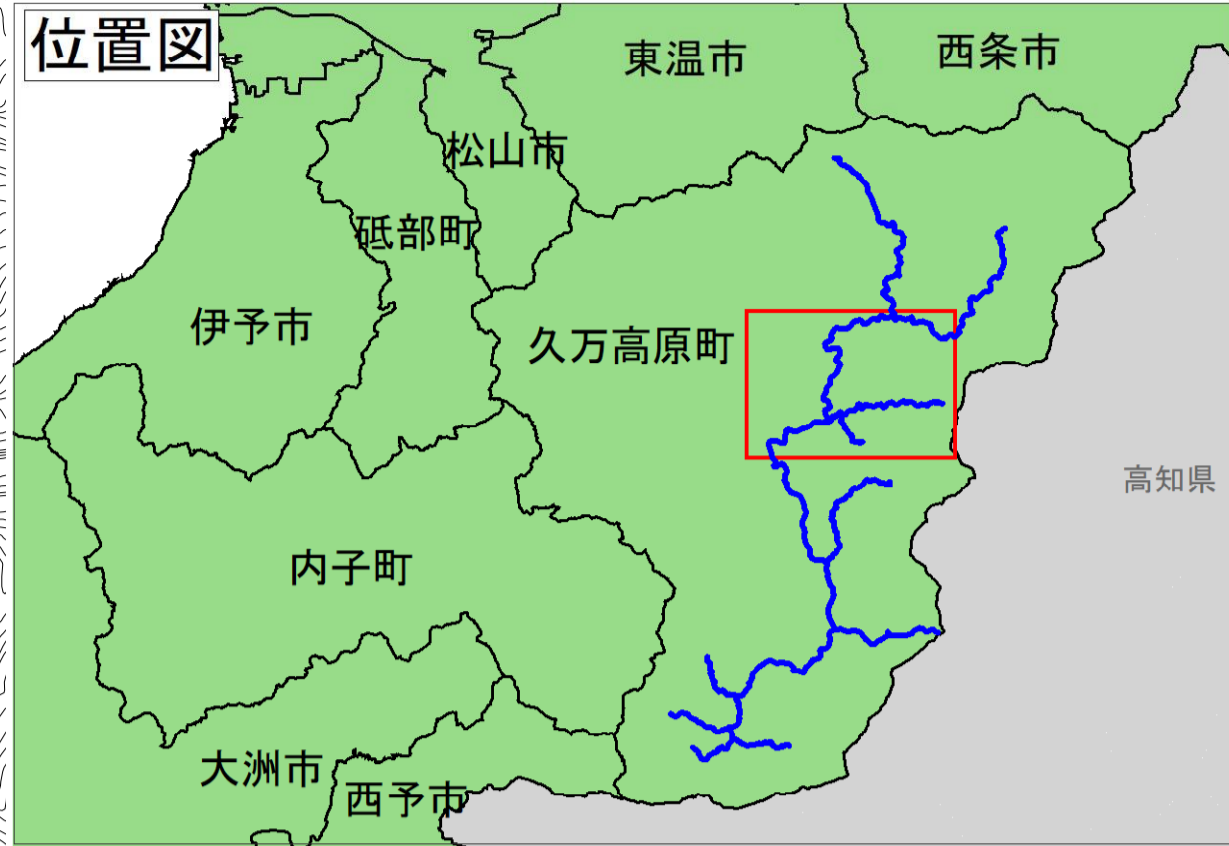 位置図
東温市
西条市
松山市
砥部町
伊予市
久万高原町
高知県
内子町
大洲市
西予市